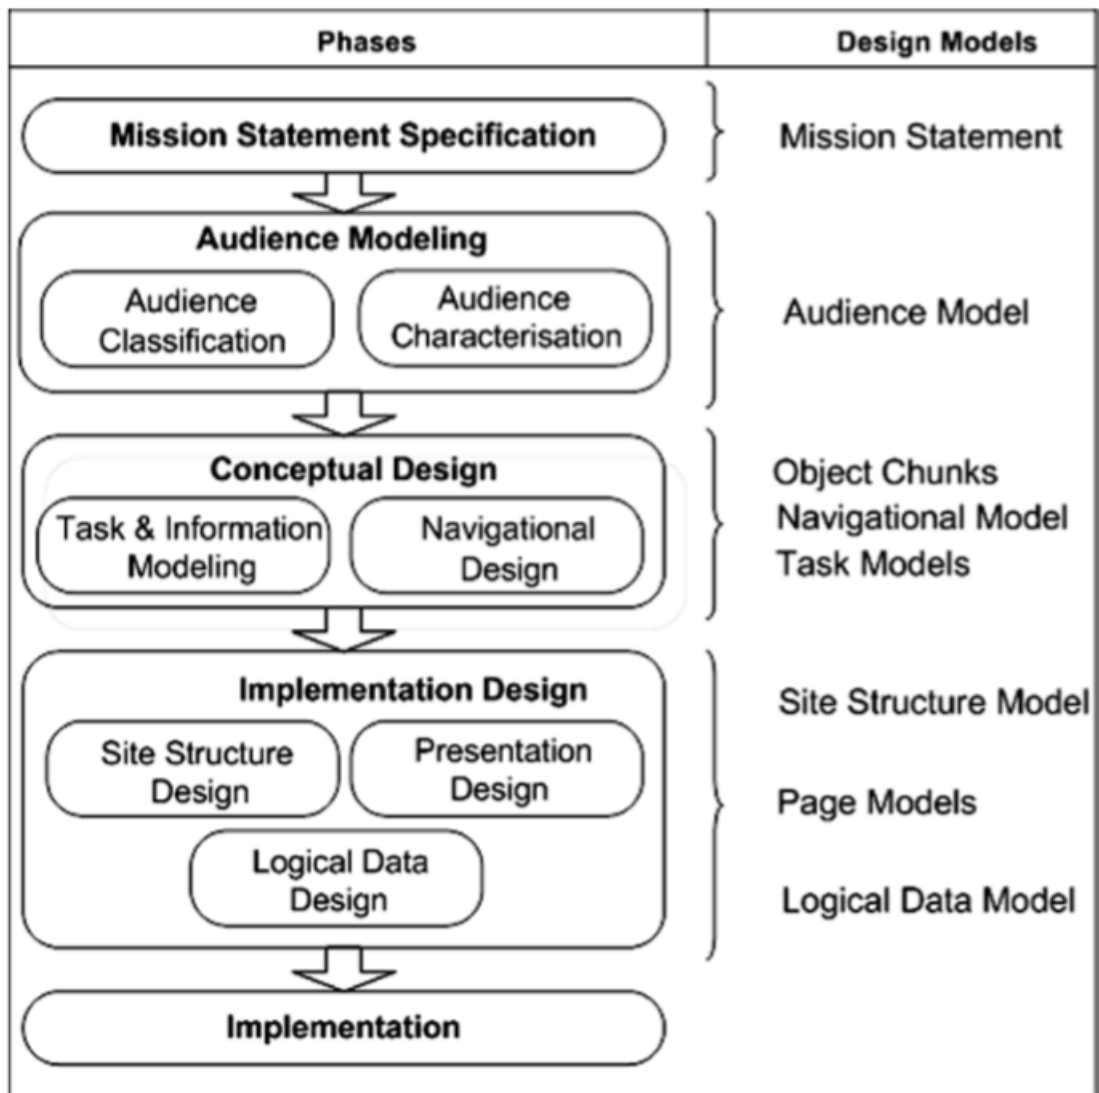 Phases
Design Models
Mission Statement Specification
Mission Statement
Audience Modeling
Audience
Classification
Audience
Characterisation
Audience Model
Conceptual Design
Task & Information
Modeling
Navigational
Design
Object Chunks
Navigational Model
Task Models
Implementation Design
Site Structure
Design
Presentation
Design
Logical Data
Design
Site Structure Model
Page Models
Logical Data Model
Implementation